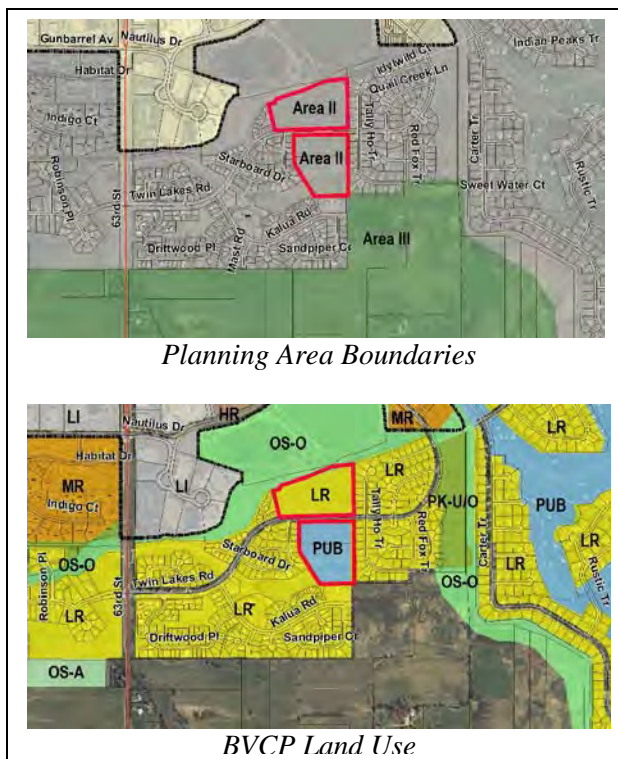 Gunbarrel Av
Nautilus Dr
Habitat Dr
Indigo Ct
Robinson Pl
63rd St
Twin Lakes Rd
Starboard Dr
Driftwood Pl
Mast Rd
Kalua Rd
Sandpiper Cr
Area II
Area II
Area III
Idylwild Ct
Quail Creek Ln
Tally Ho Tr
Red Fox Tr
Indian Peaks Tr
Carter Tr
Sweet Water Ct
Rustic Tr
Planning Area Boundaries
LI
Nautilus Dr
HR
MR
LR
Habitat Dr
OS-O
MR
Indigo Ct
LI
LR
LR
PK-U/O
PUB
Tally Ho Tr
Red Fox Tr
Carter Tr
OS-O
Robinson Pl
63rd St
Starboard Dr
PUB
LR
LR
OS-O
Rustic Tr
LR
Twin Lakes Rd
LR
Kalua Rd
Driftwood Pl
Sandpiper Cr
OS-A
BVCP Land Use